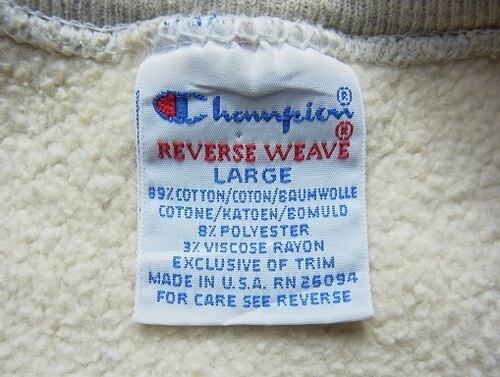 Champion®
REVERSE WEAVE®
LARGE
89% COTTON/COTON/BAUMWOLLE
COTONE/KATOEN/BOMULD
8% POLYESTER
3% VISCOSE RAYON
EXCLUSIVE OF TRIM
MADE IN U.S.A. RN 26094
FOR CARE SEE REVERSE